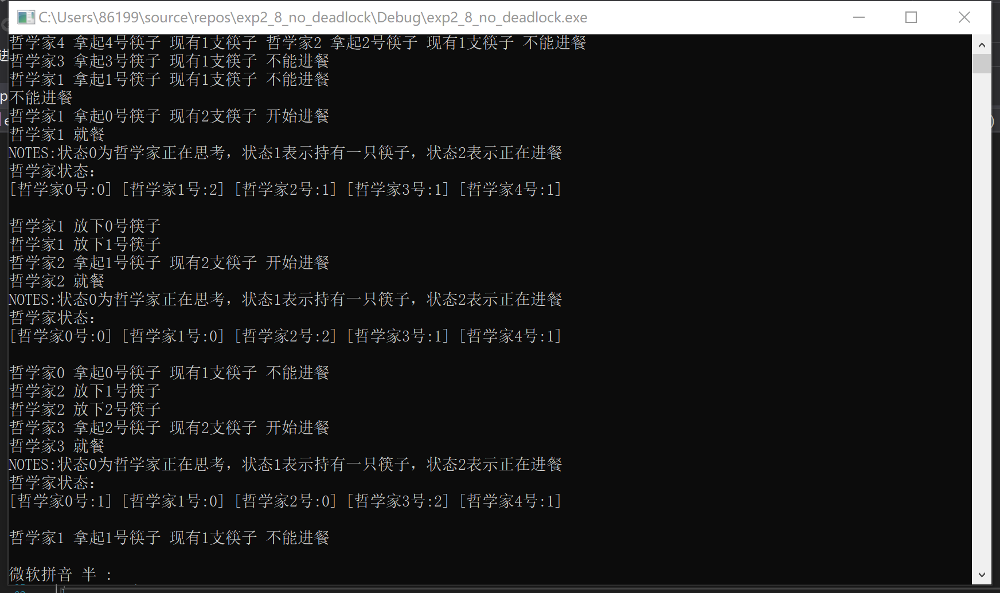 C:\Users\86199\source\repos\exp2_8_no_deadlock\Debug\exp2_8_no_deadlock.exe
哲学家4 拿起4号筷子 现有1支筷子 哲学家2 拿起2号筷子 现有1支筷子 不能进餐
哲学家3 拿起3号筷子 现有1支筷子 不能进餐
哲学家1 拿起1号筷子 现有1支筷子 不能进餐
不能进餐
哲学家1 拿起0号筷子 现有2支筷子 开始进餐
哲学家1 就餐
NOTES:状态0为哲学家正在思考，状态1表示持有一只筷子，状态2表示正在进餐
哲学家状态：
[哲学家0号:0] [哲学家1号:2] [哲学家2号:1] [哲学家3号:1] [哲学家4号:1]
哲学家1 放下0号筷子
哲学家1 放下1号筷子
哲学家2 拿起1号筷子 现有2支筷子 开始进餐
哲学家2 就餐
NOTES:状态0为哲学家正在思考，状态1表示持有一只筷子，状态2表示正在进餐
哲学家状态：
[哲学家0号:0] [哲学家1号:0] [哲学家2号:2] [哲学家3号:1] [哲学家4号:1]
哲学家0 拿起0号筷子 现有1支筷子 不能进餐
哲学家2 放下1号筷子
哲学家2 放下2号筷子
哲学家3 拿起2号筷子 现有2支筷子 开始进餐
哲学家3 就餐
NOTES:状态0为哲学家正在思考，状态1表示持有一只筷子，状态2表示正在进餐
哲学家状态：
[哲学家0号:1] [哲学家1号:0] [哲学家2号:0] [哲学家3号:2] [哲学家4号:1]
哲学家1 拿起1号筷子 现有1支筷子 不能进餐
微软拼音 半 :